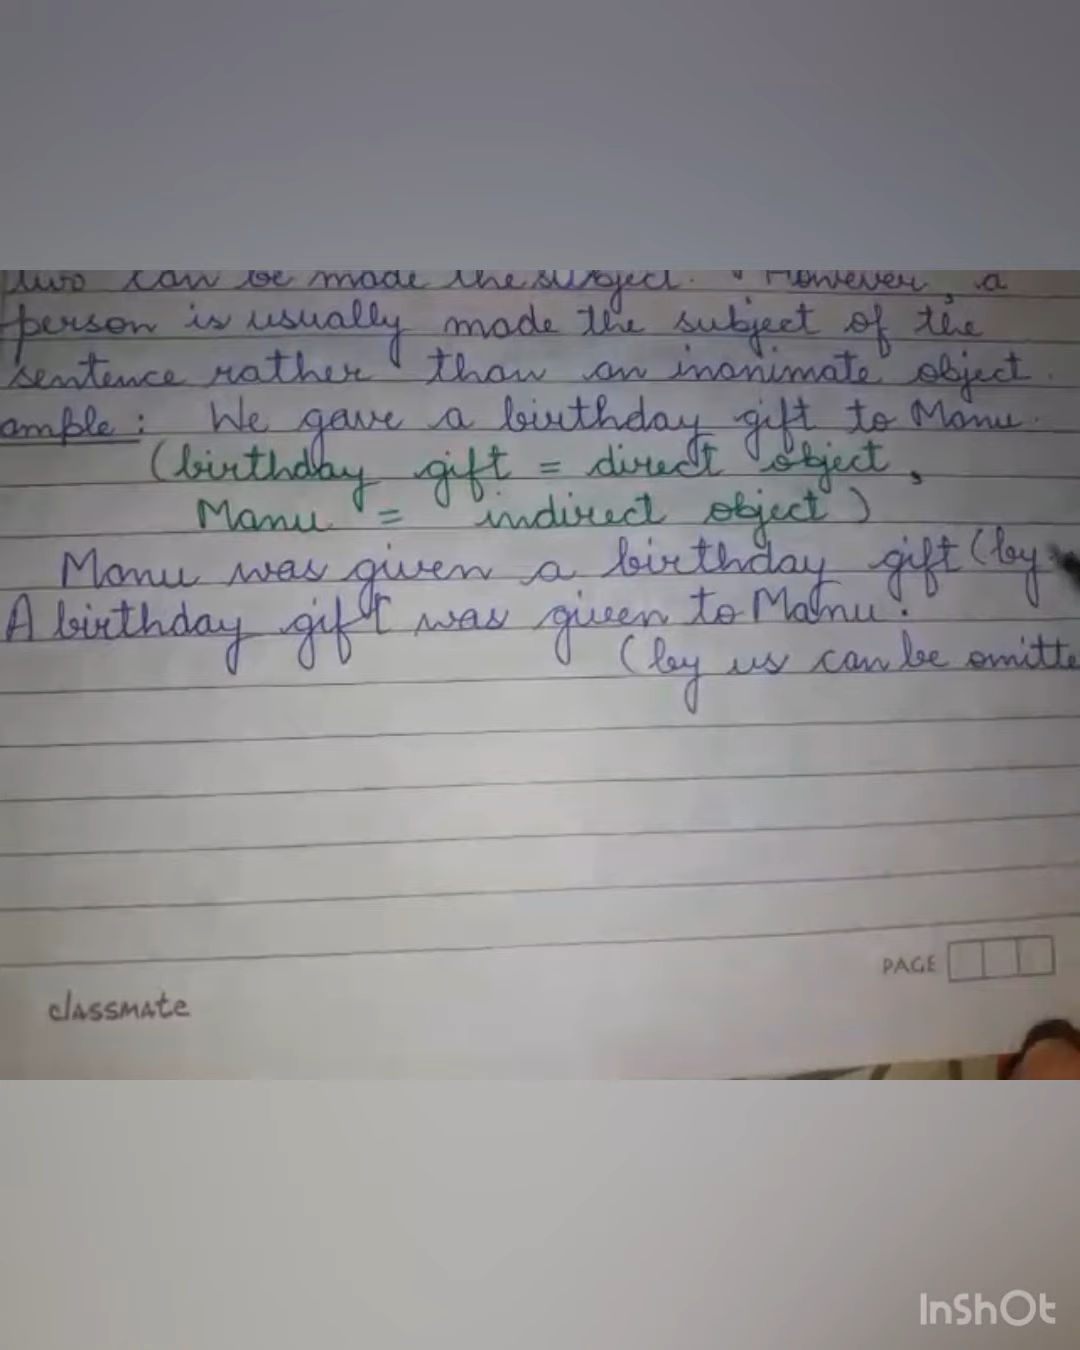 two can be made the subject. However, a
person is usually made the subject of the
sentence rather than an inanimate object.
ample: We gave a birthday gift to Manu.
(birthday gift = direct object,
Manu = indirect object)
Manu was given a birthday gift (by
A birthday gift was given to Manu.
(by us can be omitte
PAGE
classmate
InShOt